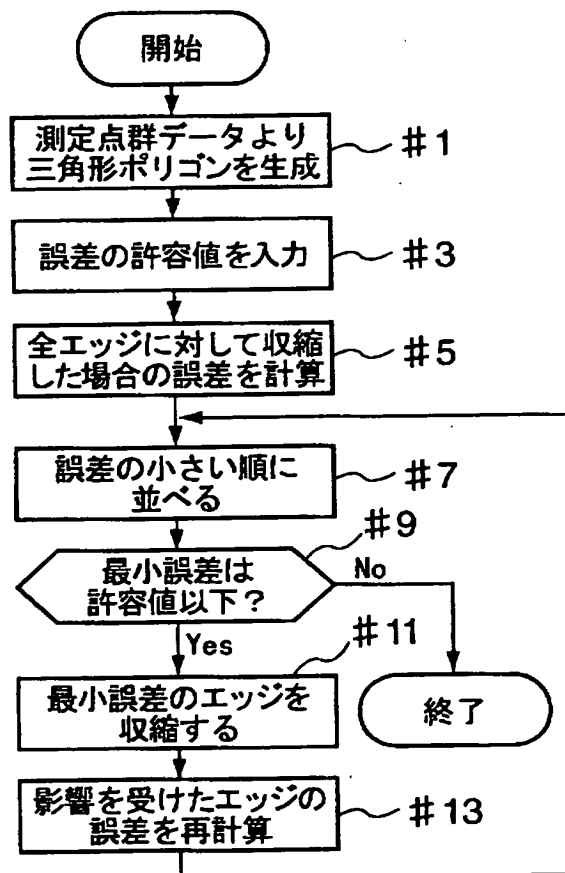 開始
測定点群データより
三角形ポリゴンを生成
#1
誤差の許容値を入力
#3
全エッジに対して収縮
した場合の誤差を計算
#5
誤差の小さい順に
並べる
#7
#9
最小誤差は
許容値以下?
No
Yes
#11
最小誤差のエッジを
収縮する
終了
影響を受けたエッジの
誤差を再計算
#13